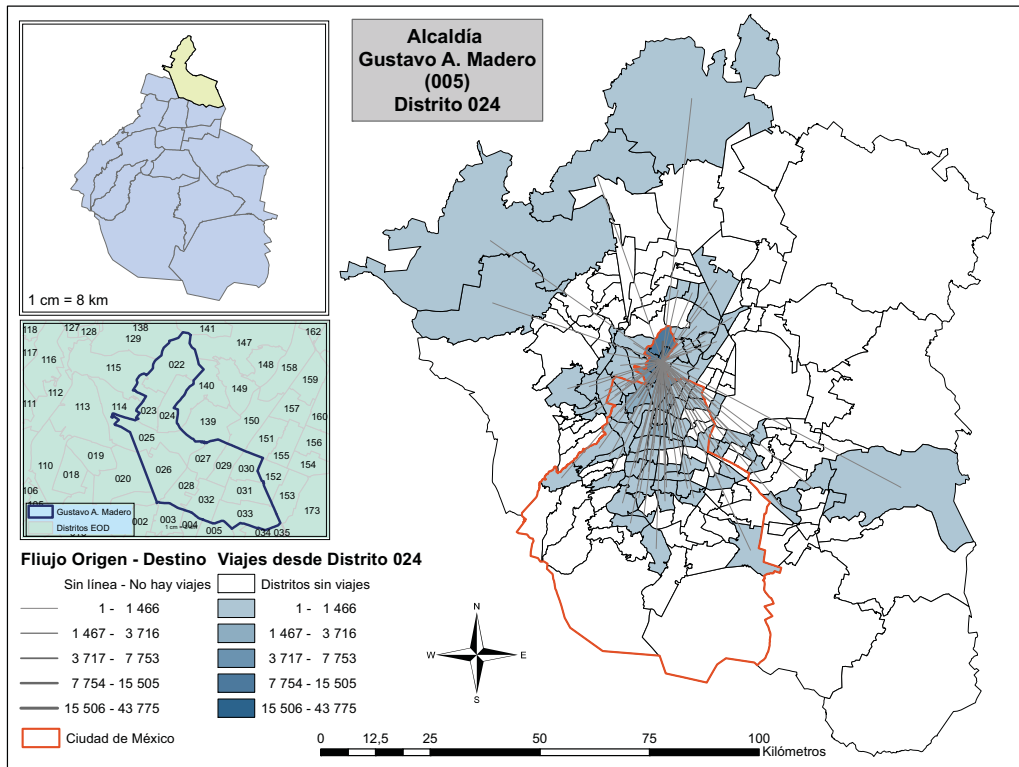 Alcaldía
Gustavo A. Madero
(005)
Distrito 024
1 cm = 8 km
118
127
128
138
129
141
147
162
117
116
115
022
148
158
159
140
149
112
111
113
114
023
024
157
160
139
150
025
151
156
019
027
155
110
018
020
026
029
030
152
154
106
028
031
153
032
173
033
002
003
004
005
034
035
Gustavo A. Madero
Distritos EOD
Fliujo Origen - Destino
Sin línea - No hay viajes
1 - 1 466
1 467 - 3 716
3 717 - 7 753
7 754 - 15 505
15 506 - 43 775
Ciudad de México
Viajes desde Distrito 024
Distritos sin viajes
1 - 1 466
1 467 - 3 716
3 717 - 7 753
7 754 - 15 505
15 506 - 43 775
N
W
E
S
0 12,5 25 50 75 100
Kilómetros